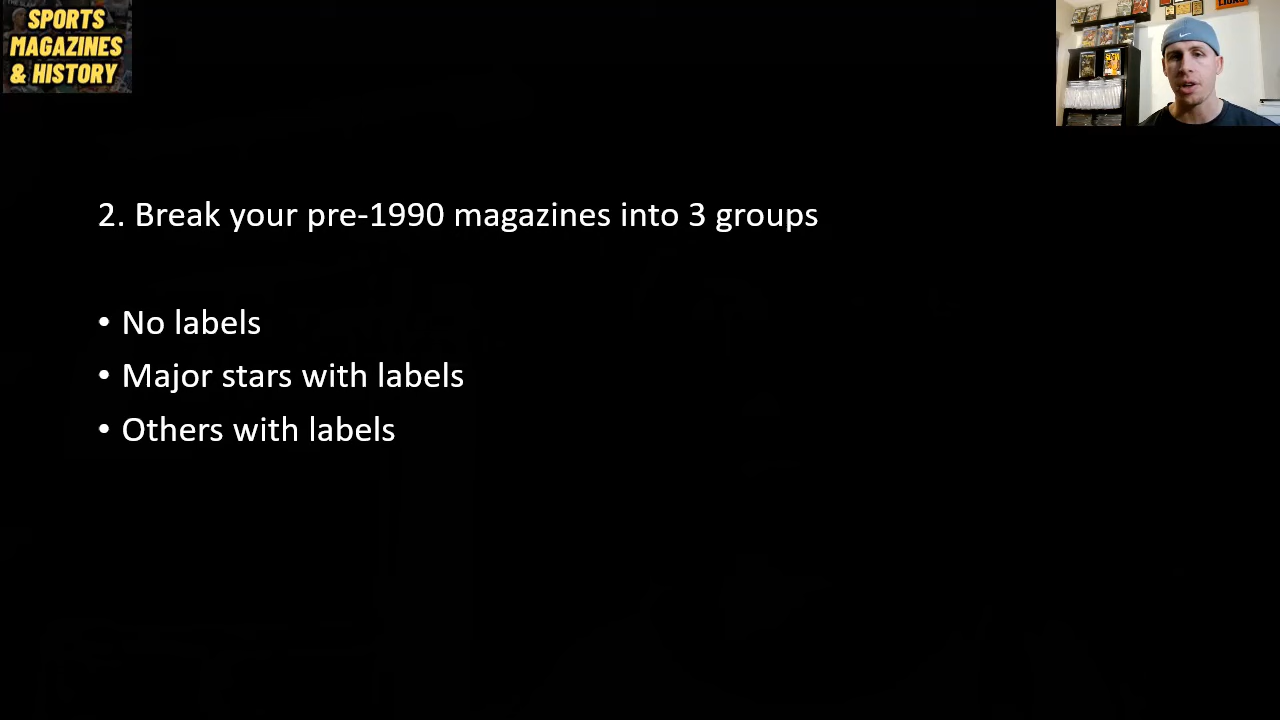 SPORTS
MAGAZINES
& HISTORY
2. Break your pre-1990 magazines into 3 groups
• No labels
• Major stars with labels
• Others with labels